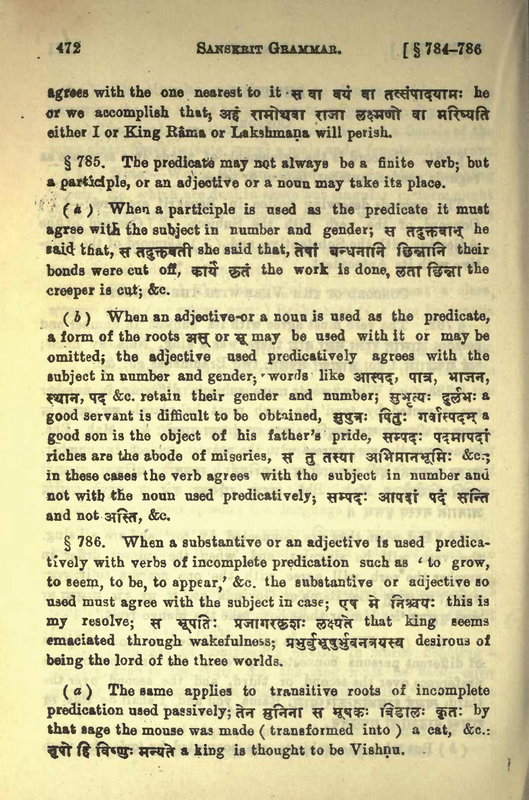 472 SANSKRIT GRAMMAR. [ § 784-786
agrees with the one nearest to it स वा वयं वा तत्संपादयामः he
or we accomplish that; अहं रामोथवा राजा लक्ष्मणो वा मरिष्यति
either I or King Râma or Lakshmaṇa will perish.
§ 785. The predicate may not always be a finite verb; but
a participle, or an adjective or a noun may take its place.
(a) When a participle is used as the predicate it must
agree with the subject in number and gender; स तदुक्तवान् he
said that, स तदुक्तवती she said that, तेषां बन्धनानि छिन्नानि their
bonds were cut off, कार्यं कृतं the work is done, लता छिन्ना the
creeper is cut; &c.
(b) When an adjective or a noun is used as the predicate,
a form of the roots अस् or भू may be used with it or may be
omitted; the adjective used predicatively agrees with the
subject in number and gender; words like आस्पद, पात्र, भाजन,
स्थान, पद &c. retain their gender and number; सुभृत्यः दुर्लभः a
good servant is difficult to be obtained, सुपुत्रः पितुः गर्वास्पदम् a
good son is the object of his father's pride, सम्पदः पदमापदां
riches are the abode of miseries, स तु तस्या अभिमानभूमिः &c.;
in these cases the verb agrees with the subject in number and
not with the noun used predicatively; सम्पदः आपदां पदं सन्ति
and not अस्ति, &c.
§ 786. When a substantive or an adjective is used predica-
tively with verbs of incomplete predication such as ‘ to grow,
to seem, to be, to appear,’ &c. the substantive or adjective so
used must agree with the subject in case; एष मे निश्चयः this is
my resolve; स भूपतिः प्रजागरकृशः लक्ष्यते that king seems
emaciated through wakefulness; प्रभुर्बुभूषुर्भुवनत्रयस्य desirous of
being the lord of the three worlds.
(a) The same applies to transitive roots of incomplete
predication used passively; तेन मुनिना स मूषकः बिडालः कृतः by
that sage the mouse was made ( transformed into ) a cat, &c.:
नृपो हि विष्णुः मन्यते a king is thought to be Vishṇu.